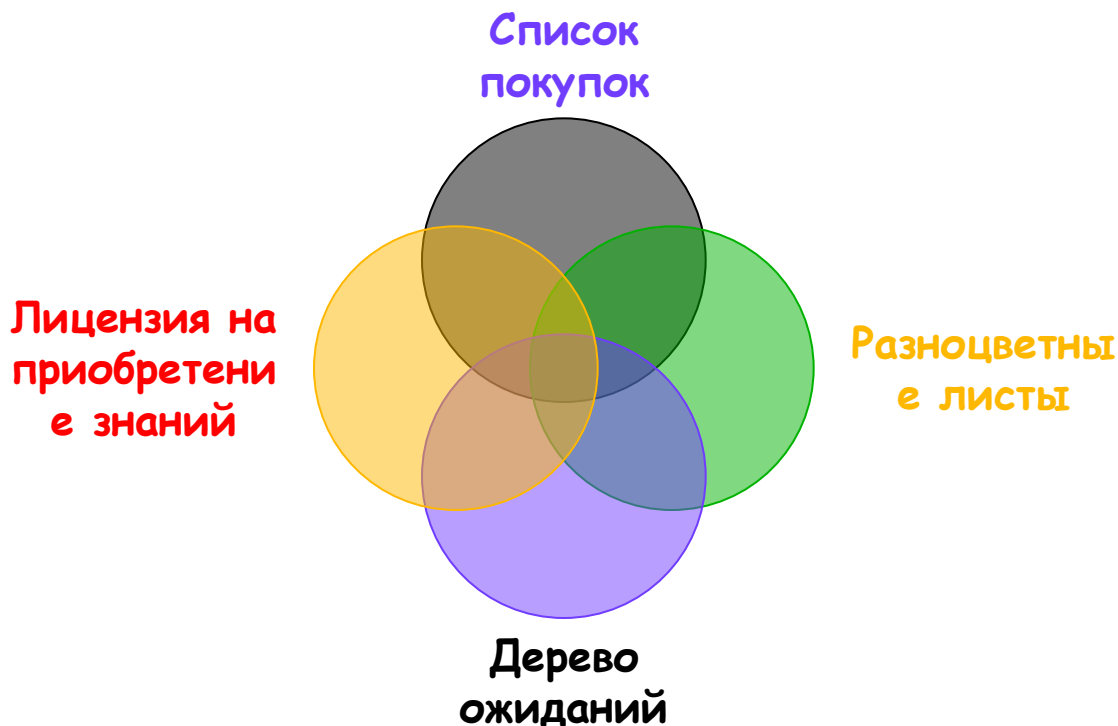 Список
покупок
Лицензия на
приобретени
е знаний
Разноцветны
е листы
Дерево
ожиданий